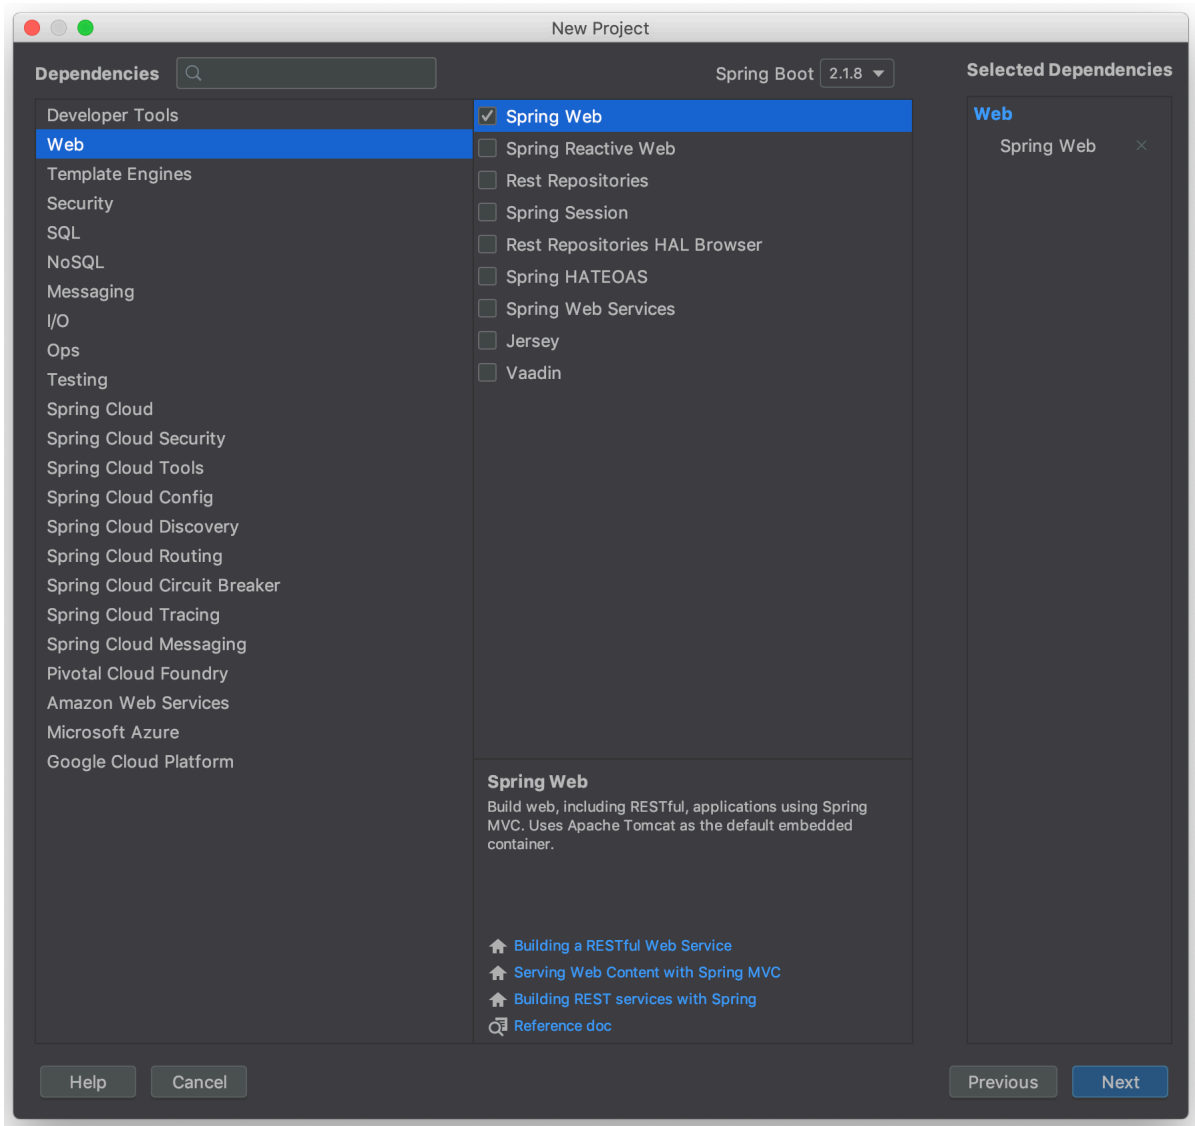 New Project
Dependencies
Spring Boot 2.1.8
Selected Dependencies
Developer Tools
Web
Template Engines
Security
SQL
NoSQL
Messaging
I/O
Ops
Testing
Spring Cloud
Spring Cloud Security
Spring Cloud Tools
Spring Cloud Config
Spring Cloud Discovery
Spring Cloud Routing
Spring Cloud Circuit Breaker
Spring Cloud Tracing
Spring Cloud Messaging
Pivotal Cloud Foundry
Amazon Web Services
Microsoft Azure
Google Cloud Platform
Spring Web
Spring Reactive Web
Rest Repositories
Spring Session
Rest Repositories HAL Browser
Spring HATEOAS
Spring Web Services
Jersey
Vaadin
Spring Web
Build web, including RESTful, applications using Spring
MVC. Uses Apache Tomcat as the default embedded
container.
Building a RESTful Web Service
Serving Web Content with Spring MVC
Building REST services with Spring
Reference doc
Web
Spring Web
Help
Cancel
Previous
Next